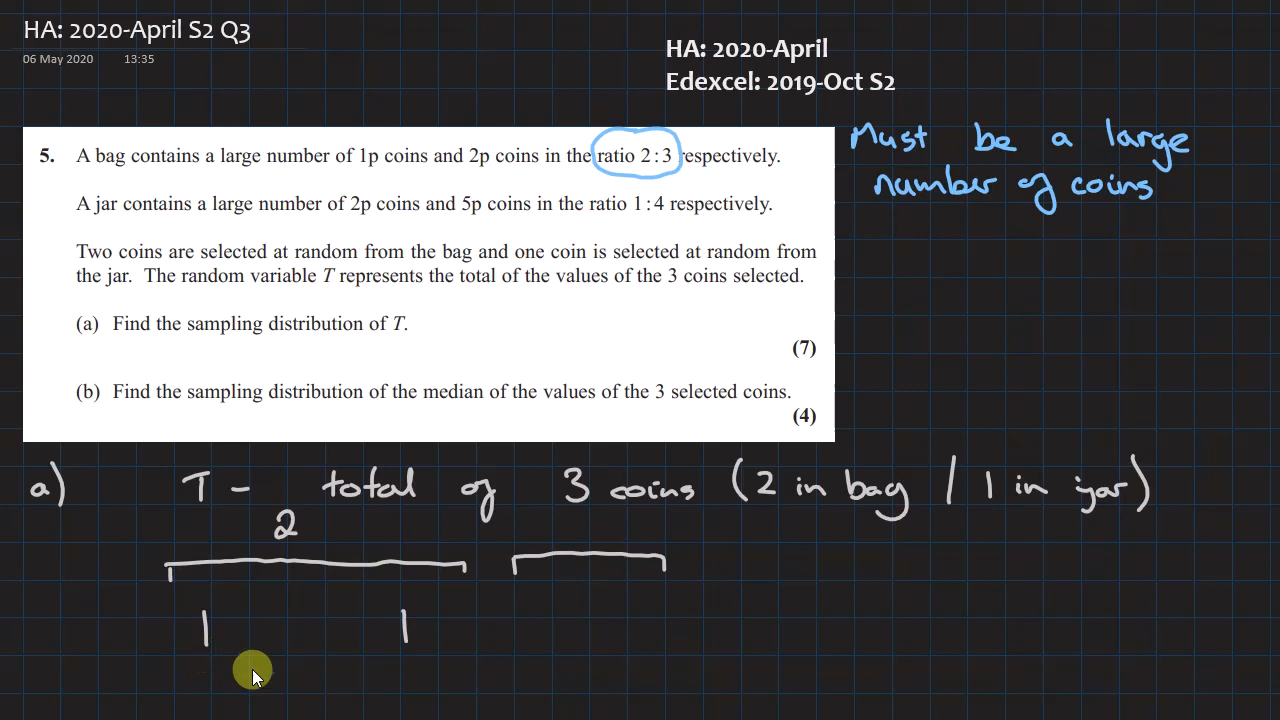 HA: 2020-April S2 Q3
06 May 2020 13:35
HA: 2020-April
Edexcel: 2019-Oct S2
5. A bag contains a large number of 1p coins and 2p coins in the ratio 2 : 3 respectively.
A jar contains a large number of 2p coins and 5p coins in the ratio 1 : 4 respectively.
Two coins are selected at random from the bag and one coin is selected at random from
the jar. The random variable T represents the total of the values of the 3 coins selected.
(a) Find the sampling distribution of T.
(7)
(b) Find the sampling distribution of the median of the values of the 3 selected coins.
(4)
Must be a large
number of coins
a) T - total of 3 coins (2 in bag / 1 in jar)
2
1 1